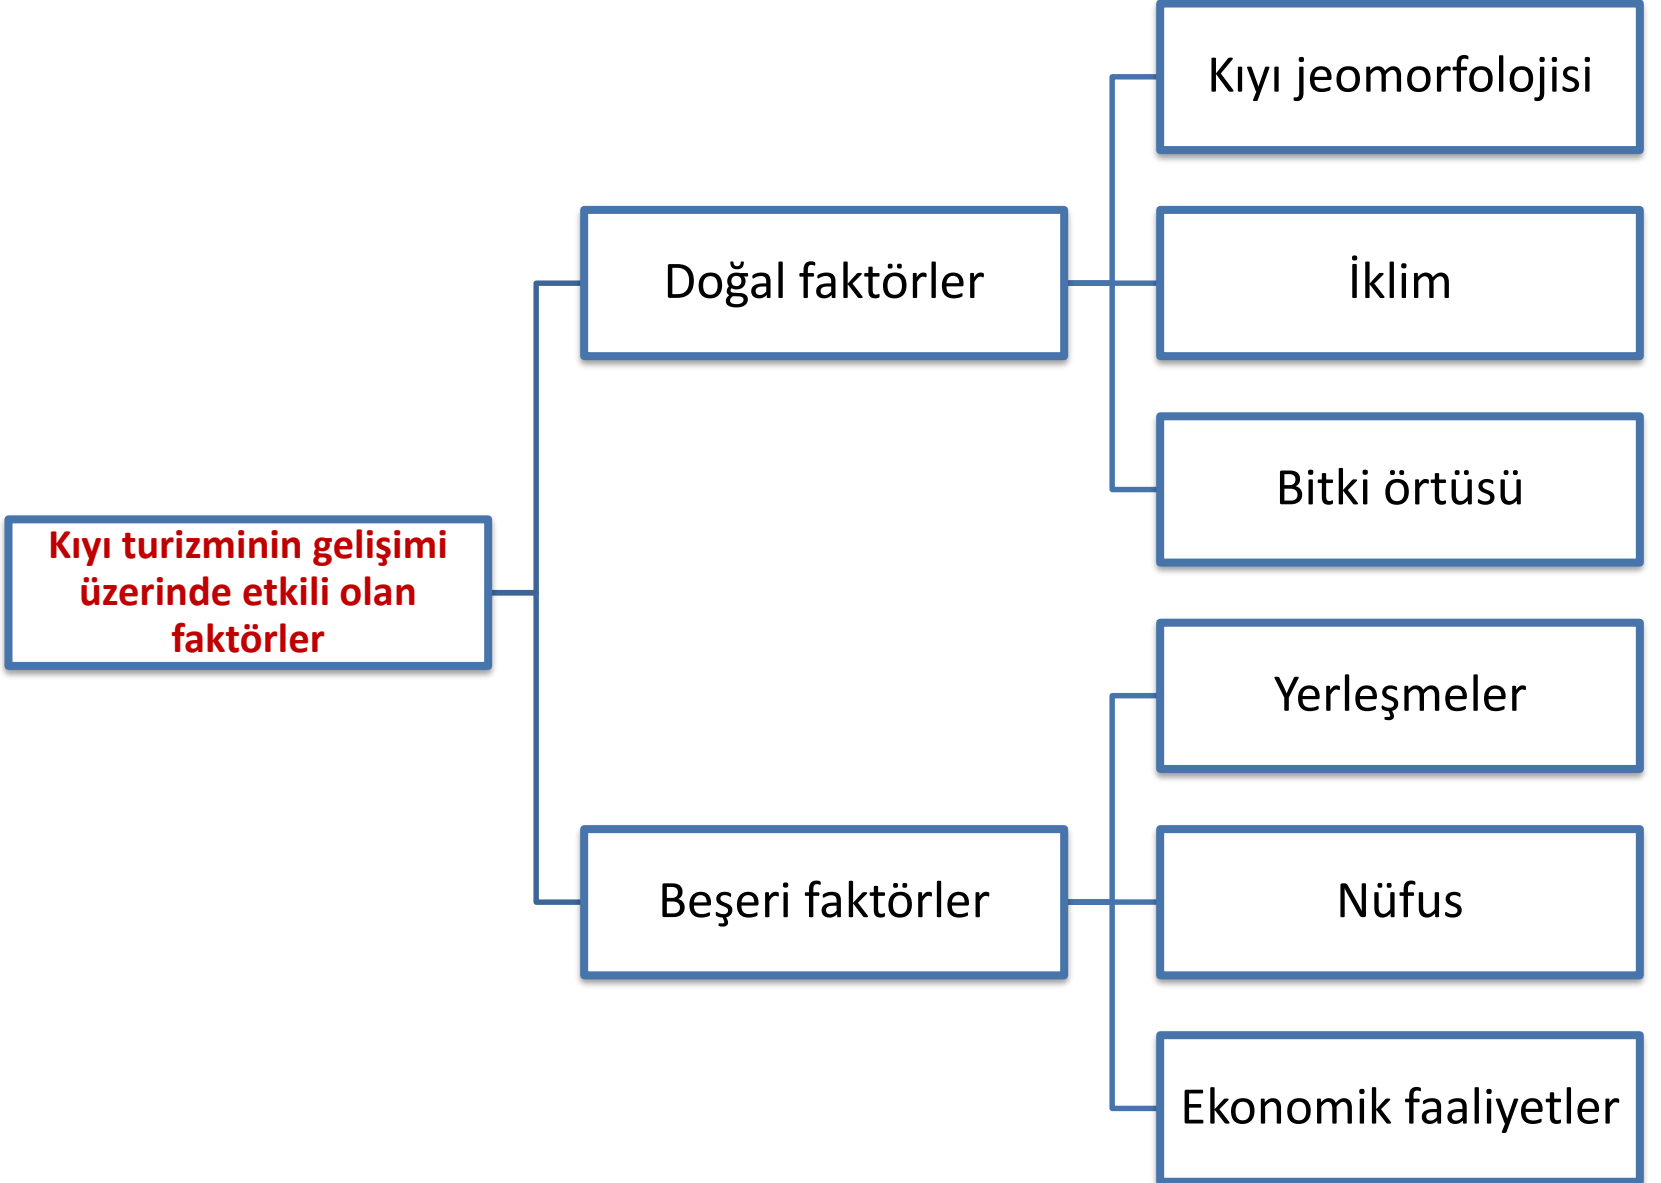 Kıyı turizminin gelişimi
üzerinde etkili olan
faktörler
Doğal faktörler
Kıyı jeomorfolojisi
İklim
Bitki örtüsü
Beşeri faktörler
Yerleşmeler
Nüfus
Ekonomik faaliyetler